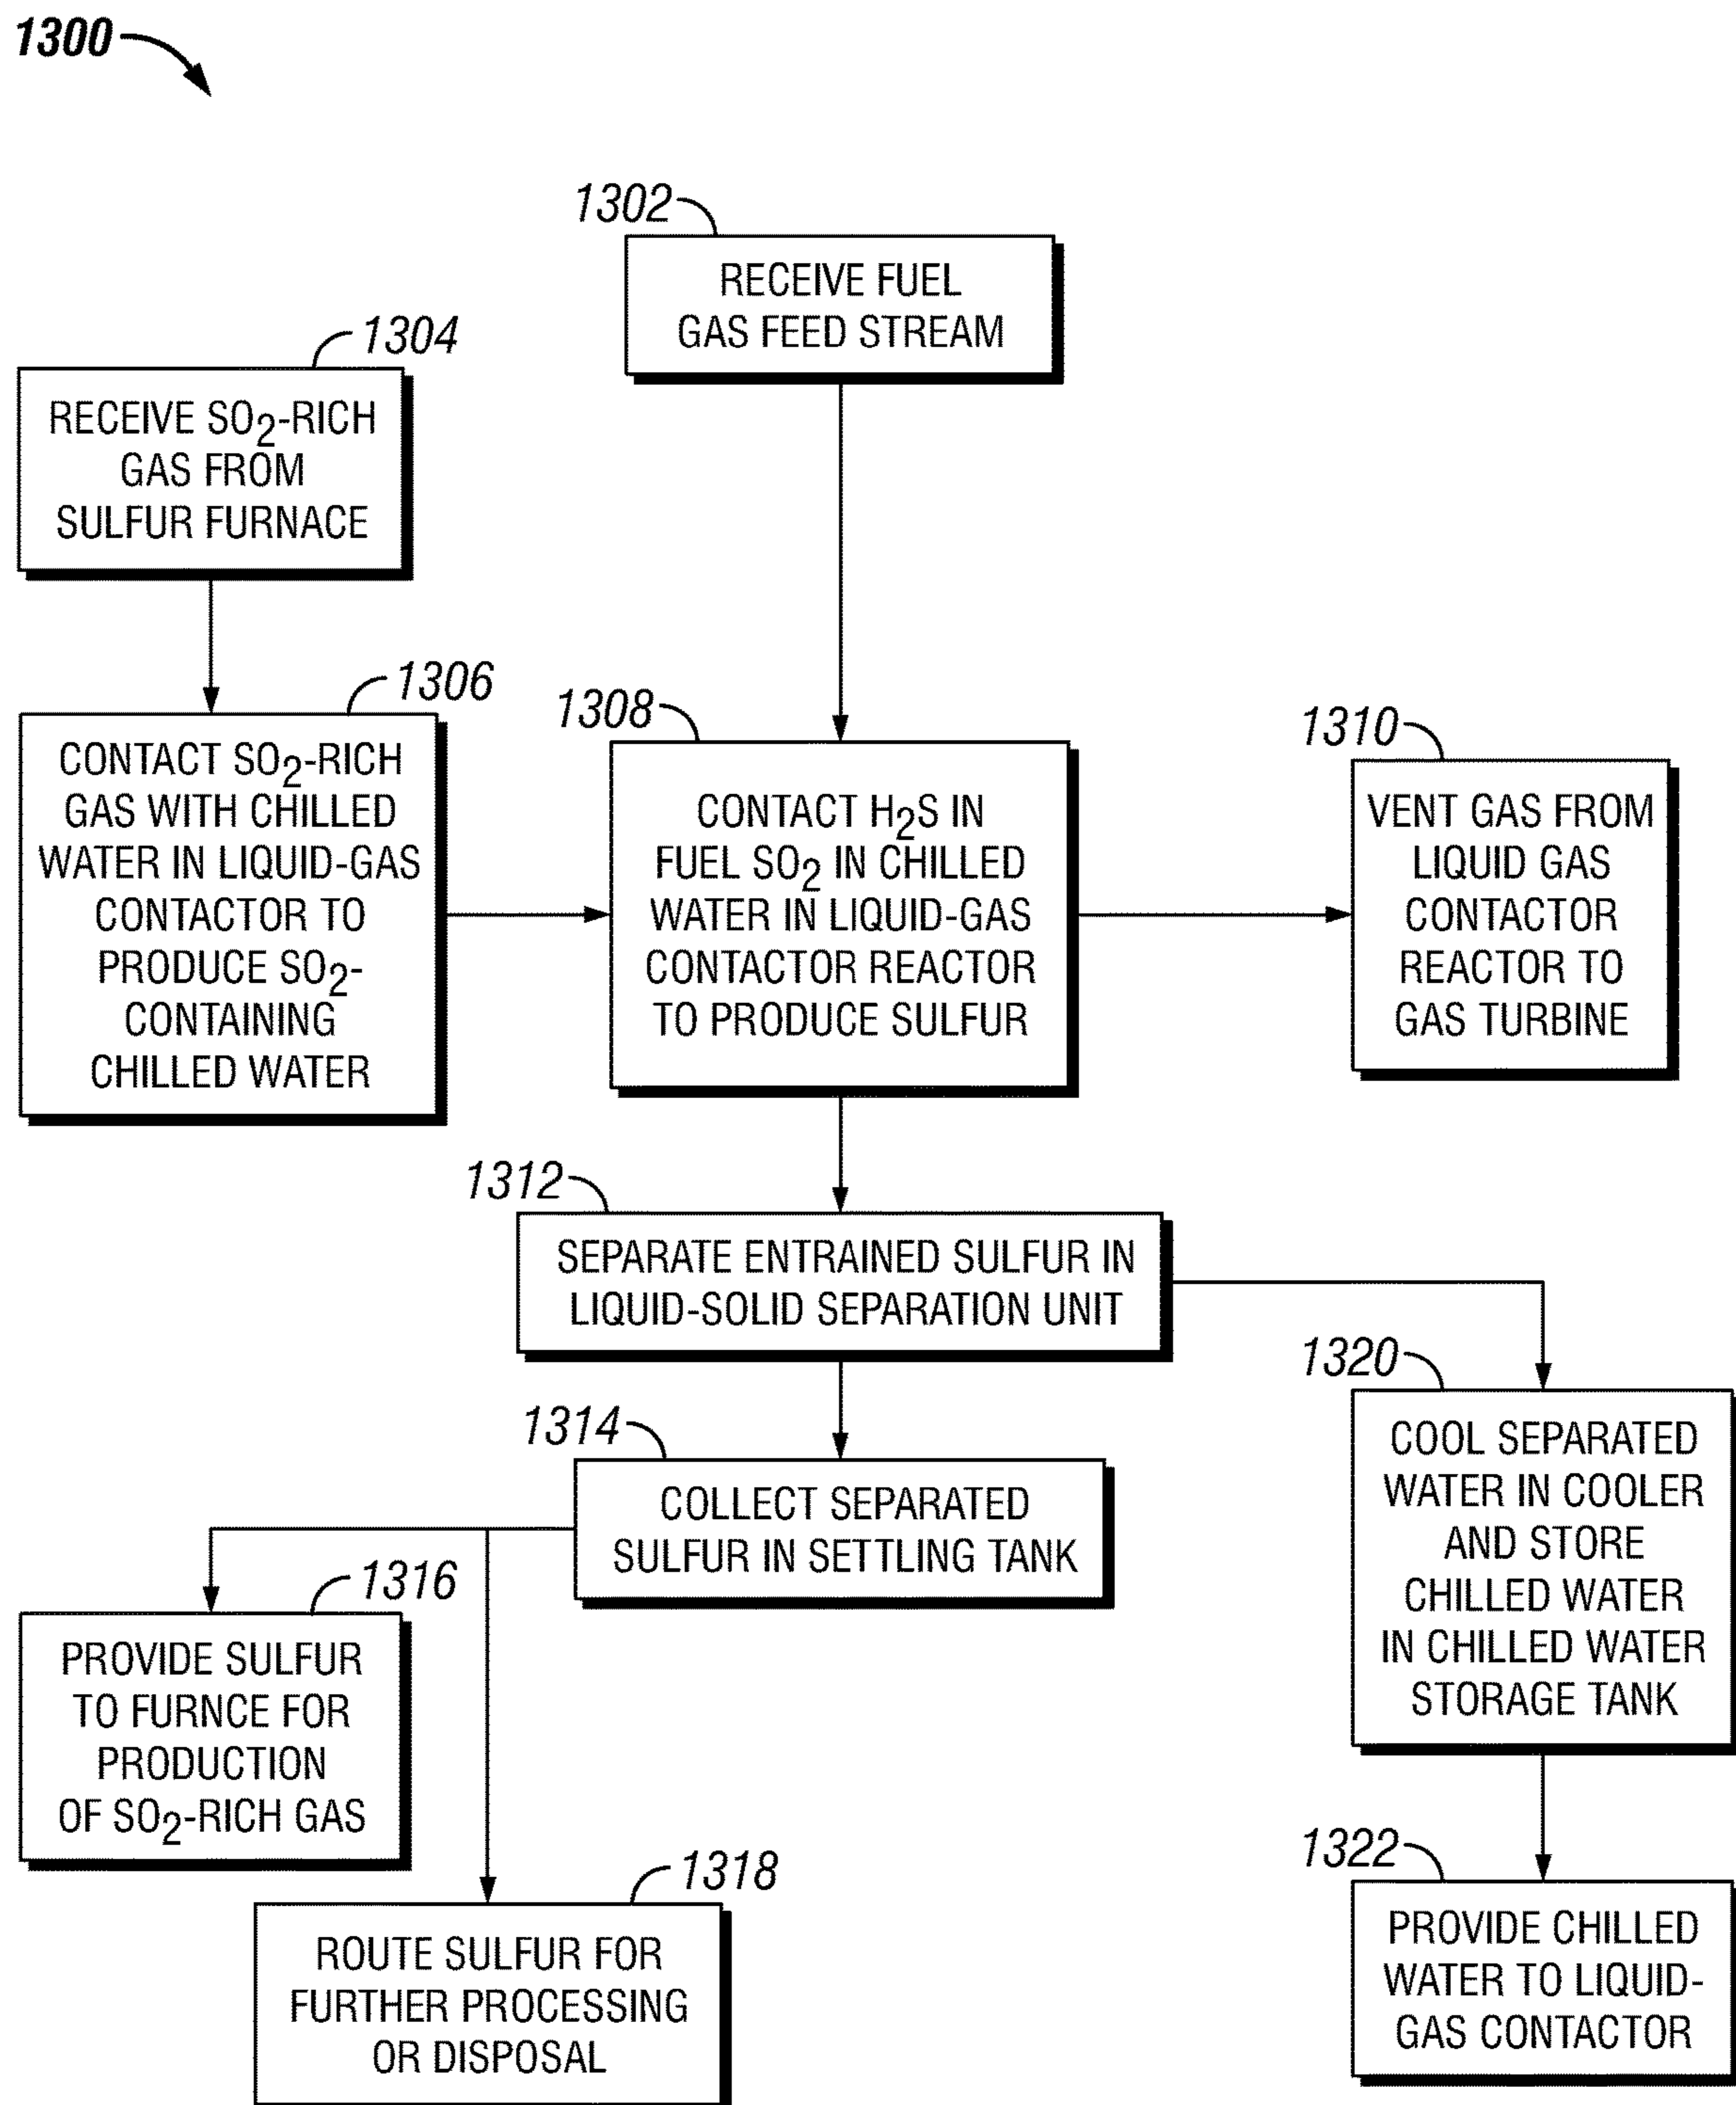 1300
1302
RECEIVE FUEL
GAS FEED STREAM
1304
RECEIVE SO2-RICH
GAS FROM
SULFUR FURNACE
1306
CONTACT SO2-RICH
GAS WITH CHILLED
WATER IN LIQUID-GAS
CONTACTOR TO
PRODUCE SO2-
CONTAINING
CHILLED WATER
1308
CONTACT H2S IN
FUEL SO2 IN CHILLED
WATER IN LIQUID-GAS
CONTACTOR REACTOR
TO PRODUCE SULFUR
1310
VENT GAS FROM
LIQUID GAS
CONTACTOR
REACTOR TO
GAS TURBINE
1312
SEPARATE ENTRAINED SULFUR IN
LIQUID-SOLID SEPARATION UNIT
1314
COLLECT SEPARATED
SULFUR IN SETTLING TANK
1316
PROVIDE SULFUR
TO FURNCE FOR
PRODUCTION
OF SO2-RICH GAS
1318
ROUTE SULFUR FOR
FURTHER PROCESSING
OR DISPOSAL
1320
COOL SEPARATED
WATER IN COOLER
AND STORE
CHILLED WATER
IN CHILLED WATER
STORAGE TANK
1322
PROVIDE CHILLED
WATER TO LIQUID-
GAS CONTACTOR